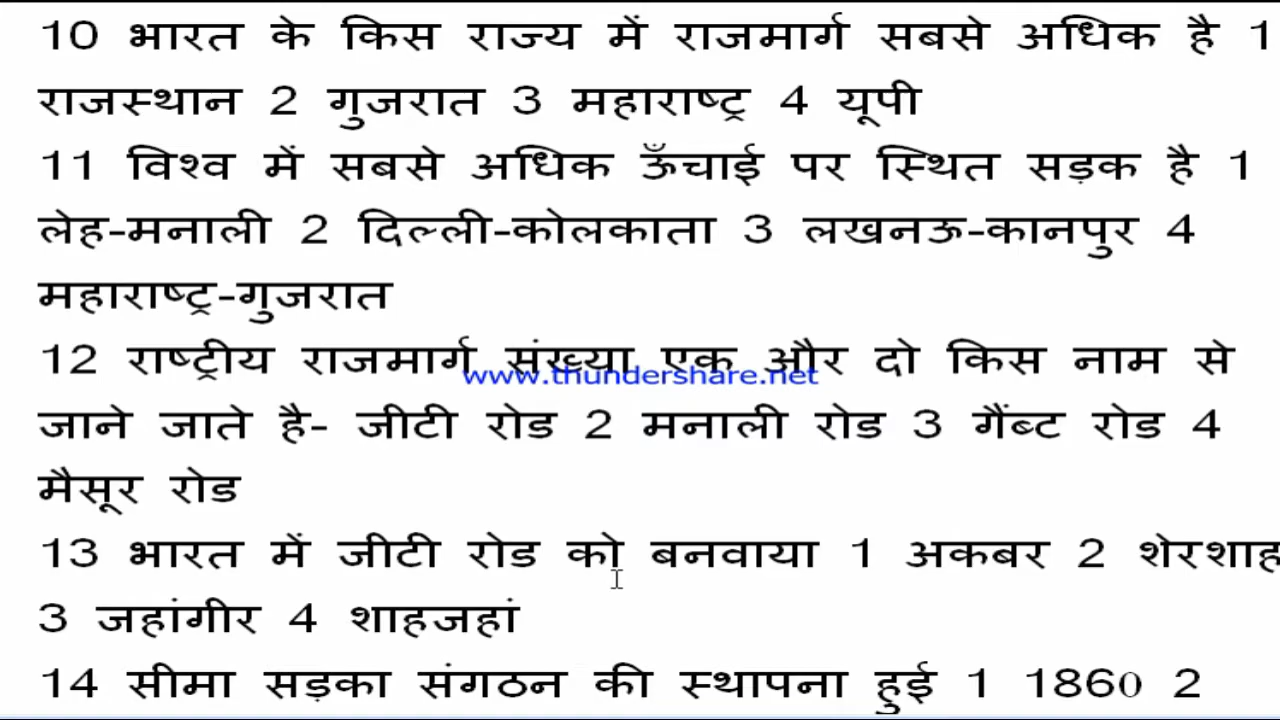 10 भारत के किस राज्य में राजमार्ग सबसे अधिक है 1
राजस्थान 2 गुजरात 3 महाराष्ट्र 4 यूपी
11 विश्व में सबसे अधिक ऊँचाई पर स्थित सड़क है 1
लेह-मनाली 2 दिल्ली-कोलकाता 3 लखनऊ-कानपुर 4
महाराष्ट्र-गुजरात
12 राष्ट्रीय राजमार्ग संख्या एक और दो किस नाम से
www.thundershare.net
जाने जाते है- जीटी रोड 2 मनाली रोड 3 गैंब्ट रोड 4
मैसूर रोड
13 भारत में जीटी रोड को बनवाया 1 अकबर 2 शेरशाह
3 जहांगीर 4 शाहजहां
14 सीमा सड़का संगठन की स्थापना हुई 1 1860 2